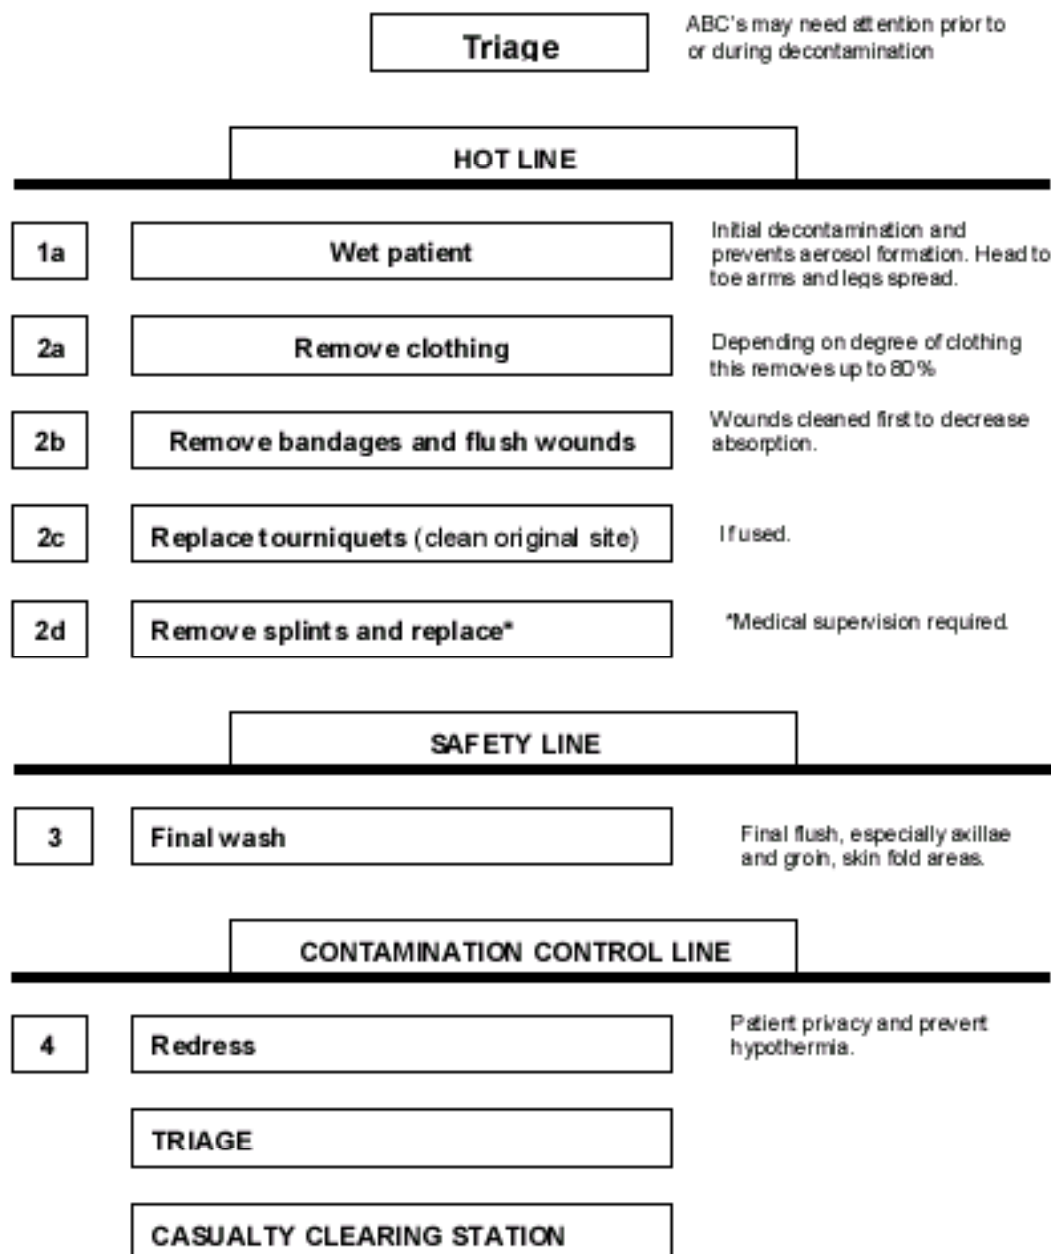 Triage
ABC's may need attention prior to
or during decontamination
HOT LINE
1a
Wet patient
Initial decontamination and
prevents aerosol formation. Head to
toe arms and legs spread.
2a
Remove clothing
Depending on degree of clothing
this removes up to 80%
2b
Remove bandages and flush wounds
Wounds cleaned first to decrease
absorption.
2c
Replace tourniquets (clean original site)
If used.
2d
Remove splints and replace*
*Medical supervision required.
SAFETY LINE
3
Final wash
Final flush, especially axillae
and groin, skin fold areas.
CONTAMINATION CONTROL LINE
4
Redress
Patient privacy and prevent
hypothermia.
TRIAGE
CASUALTY CLEARING STATION